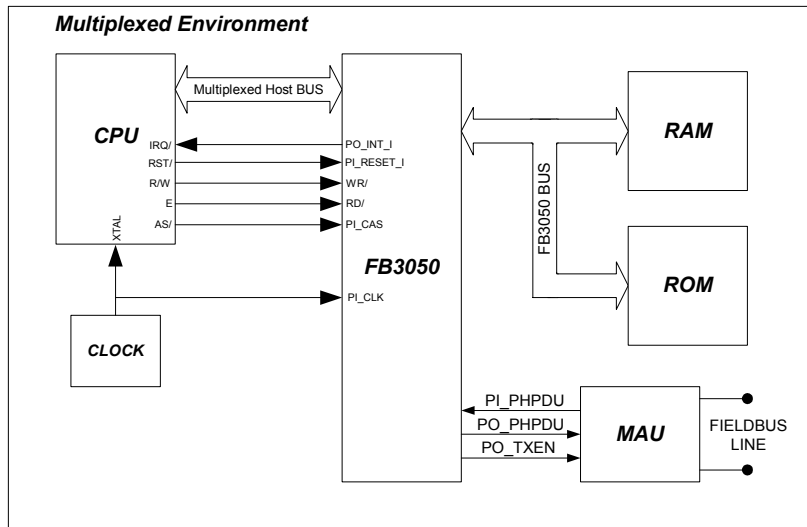 Multiplexed Environment
Multiplexed Host BUS
CPU
IRQ/
RST/
R/W
E
AS/
XTAL
PO_INT_I
PI_RESET_I
WR/
RD/
PI_CAS
FB3050
PI_CLK
CLOCK
RAM
FB3050 BUS
ROM
PI_PHPDU
PO_PHPDU
PO_TXEN
MAU
FIELDBUS
LINE